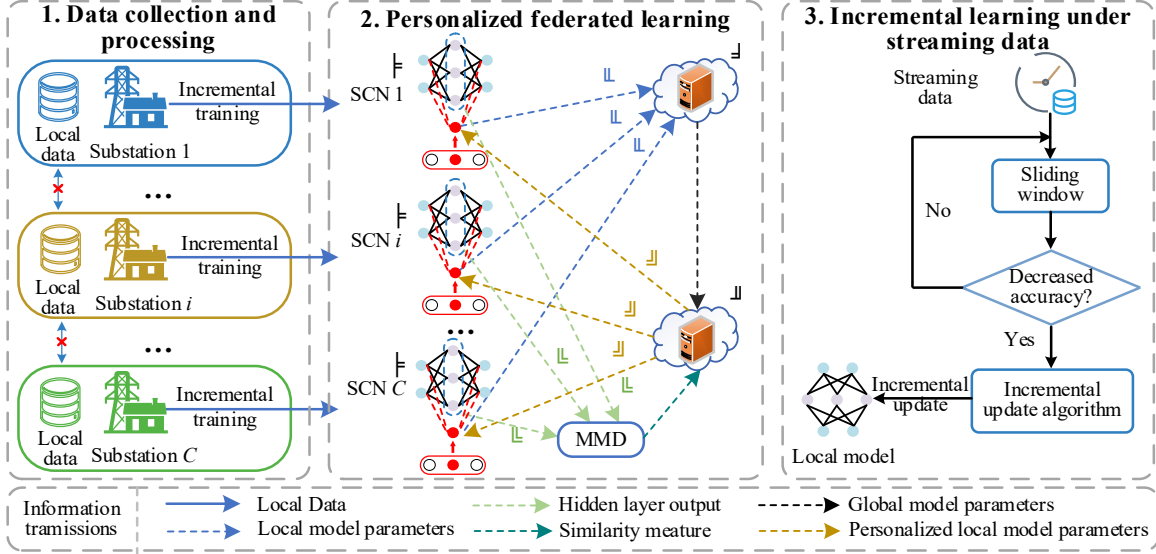 1. Data collection and
processing
Local
data
Substation 1
Incremental
training
...
Local
data
Substation i
Incremental
training
...
Local
data
Substation C
Incremental
training
2. Personalized federated learning
SCN 1
SCN i
...
SCN C
MMD
3. Incremental learning under
streaming data
Streaming
data
Sliding
window
No
Decreased
accuracy?
Yes
Incremental
update
Incremental
update algorithm
Local model
Information
tramissions
Local Data
Local model parameters
Hidden layer output
Similarity meature
Global model parameters
Personalized local model parameters